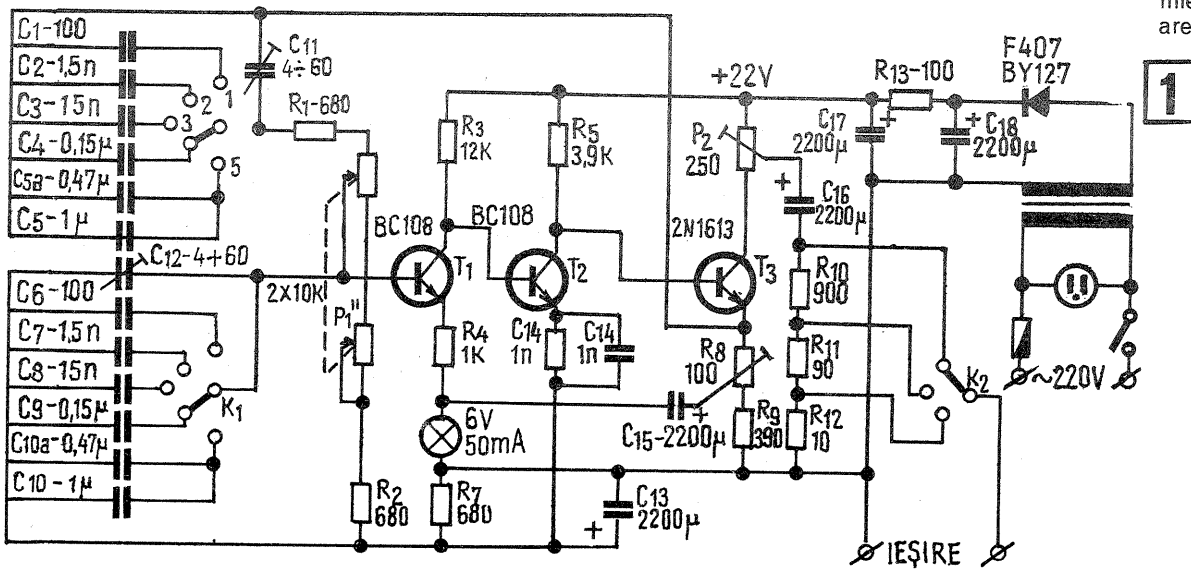 C1-100
C2-1,5n
C3-15n
C4-0,15µ
C5a-0,47µ
C5-1µ
1
2
3
5
C11
4÷60
R1-680
C12-4+60
C6-100
C7-1,5n
C8-15n
C9-0,15µ
C10a-0,47µ
C10-1µ
K1
2x10K
P1"
R2
680
R3
12K
BC108
T1
R4
1K
6V
50mA
R7
680
R5
3,9K
BC108
T2
C14
1n
C14
1n
C13
2200µ
+
+22V
P2
250
2N1613
T3
R8
100
C15-2200µ
+
R9
390
+
C16
2200µ
R10
900
R11
90
R12
10
K2
C17
2200µ
+
R13-100
+
C18
2200µ
F407
BY127
~220V
IEȘIRE
are
1